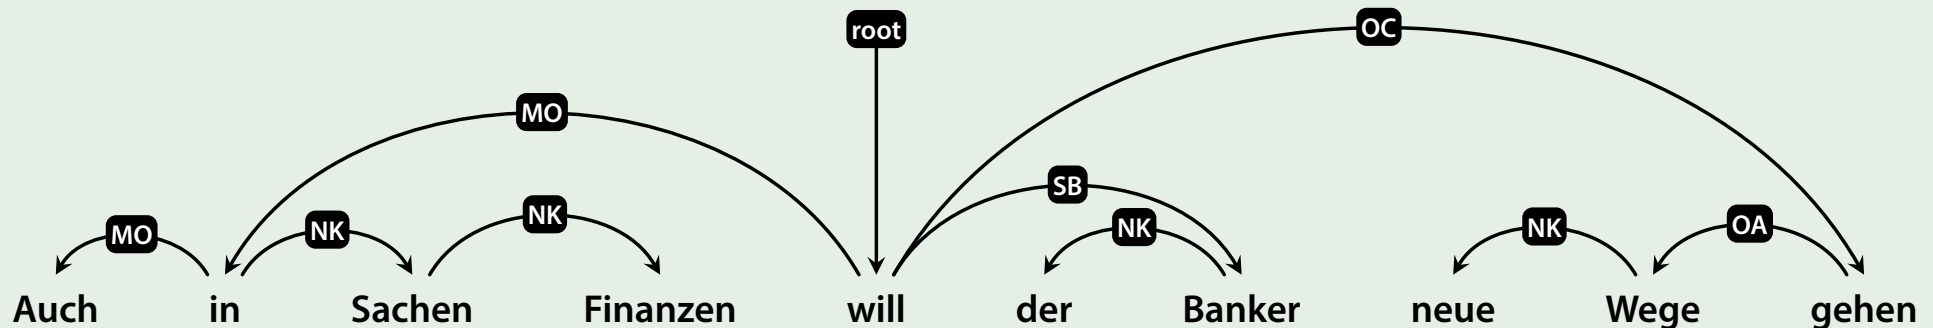 root
OC
MO
SB
MO
NK
NK
NK
NK
OA
Auch in Sachen Finanzen will der Banker neue Wege gehen